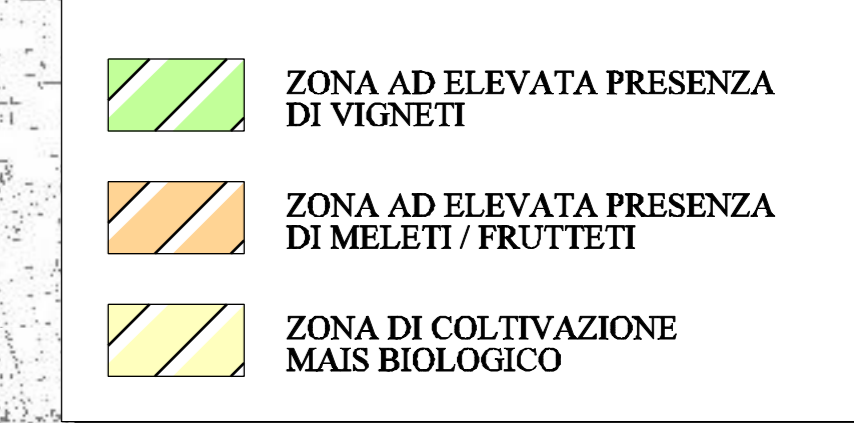 ZONA AD ELEVATA PRESENZA
DI VIGNETI
ZONA AD ELEVATA PRESENZA
DI MELETI / FRUTTETI
ZONA DI COLTIVAZIONE
MAIS BIOLOGICO